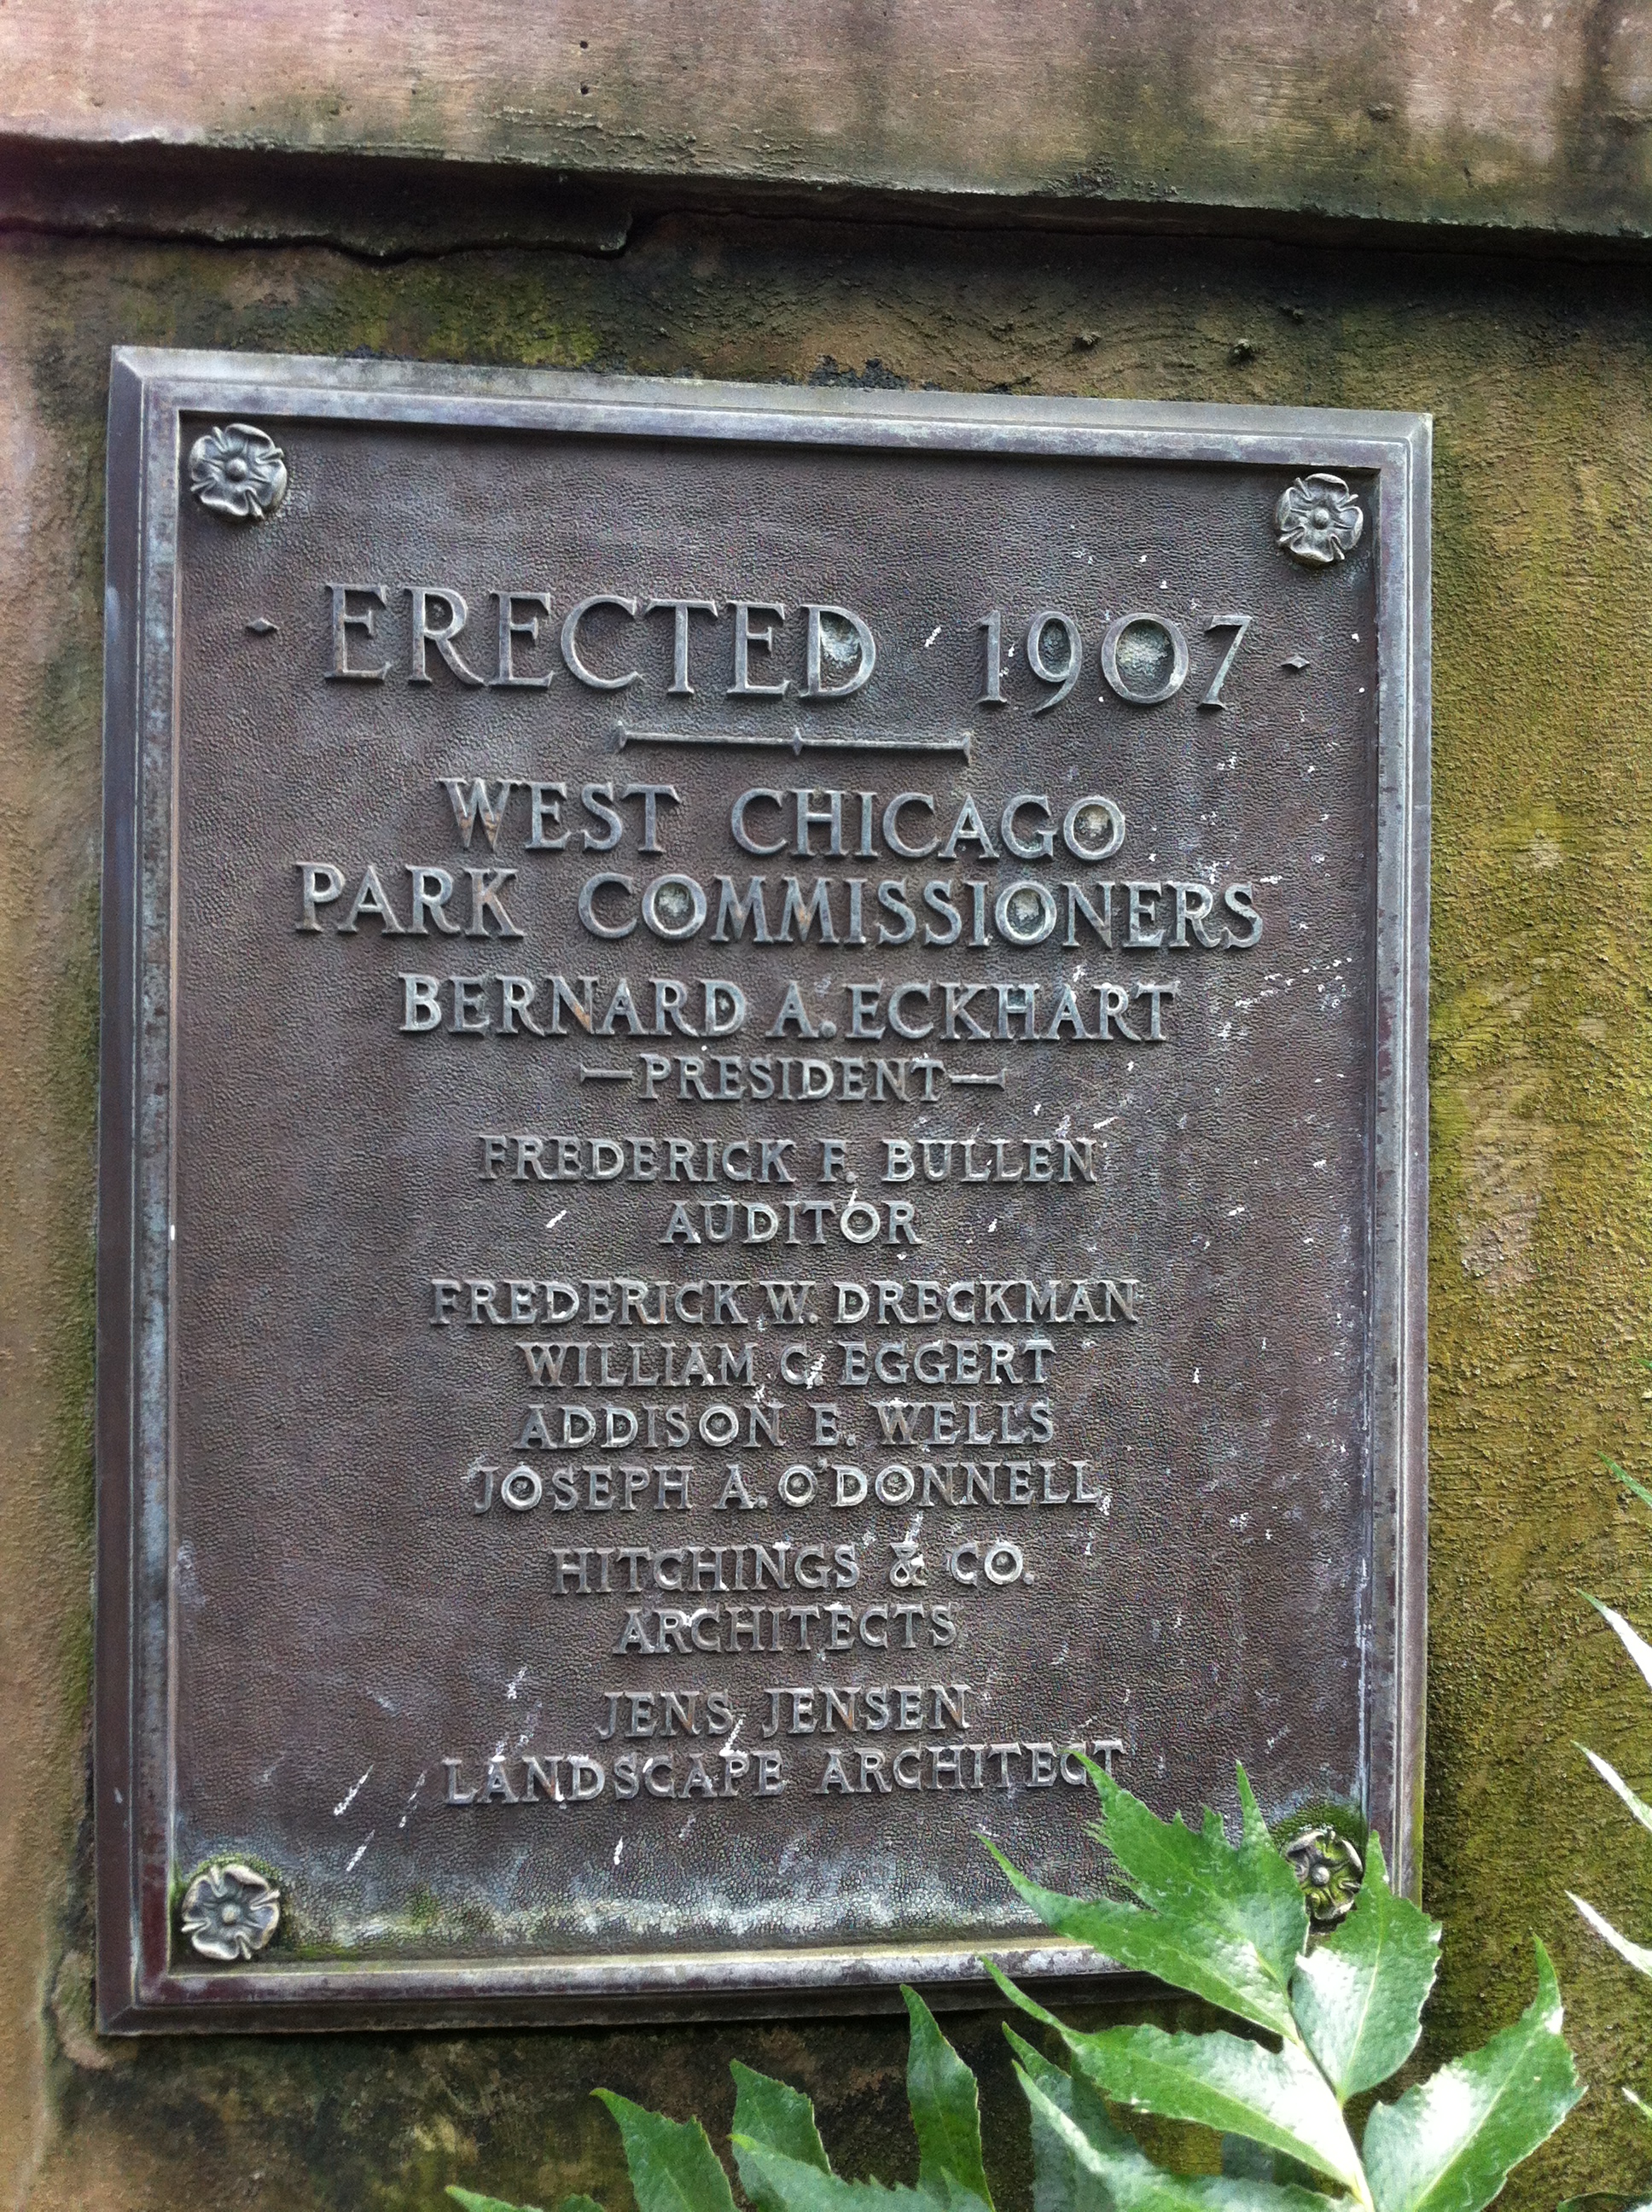 ERECTED 1907
WEST CHICAGO
PARK COMMISSIONERS
BERNARD A. ECKHART
—PRESIDENT—
FREDERICK F. BULLEN
AUDITOR
FREDERICK W. DRECKMAN
WILLIAM C. EGGERT
ADDISON E. WELLS
JOSEPH A. O'DONNELL
HITCHINGS & CO.
ARCHITECTS
JENS JENSEN
LANDSCAPE ARCHITECT